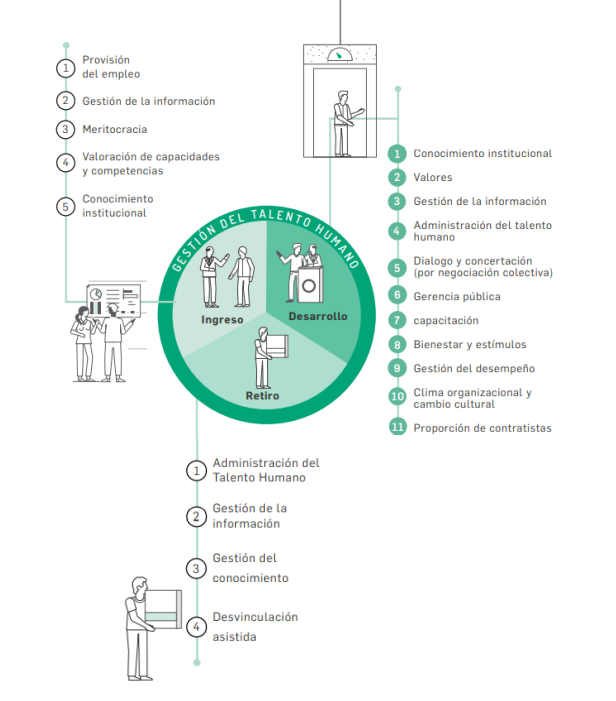 1 Provisión
del empleo
2 Gestión de la información
3 Meritocracia
4 Valoración de capacidades
y competencias
5 Conocimiento
institucional
1 Conocimiento institucional
2 Valores
3 Gestión de la información
4 Administración del talento
humano
5 Dialogo y concertación
(por negociación colectiva)
6 Gerencia pública
7 capacitación
8 Bienestar y estímulos
9 Gestión del desempeño
10 Clima organizacional y
cambio cultural
11 Proporción de contratistas
GESTIÓN DEL TALENTO HUMANO
Ingreso
Desarrollo
Retiro
1 Administración del
Talento Humano
2 Gestión de la
información
3 Gestión del
conocimiento
4 Desvinculación
asistida